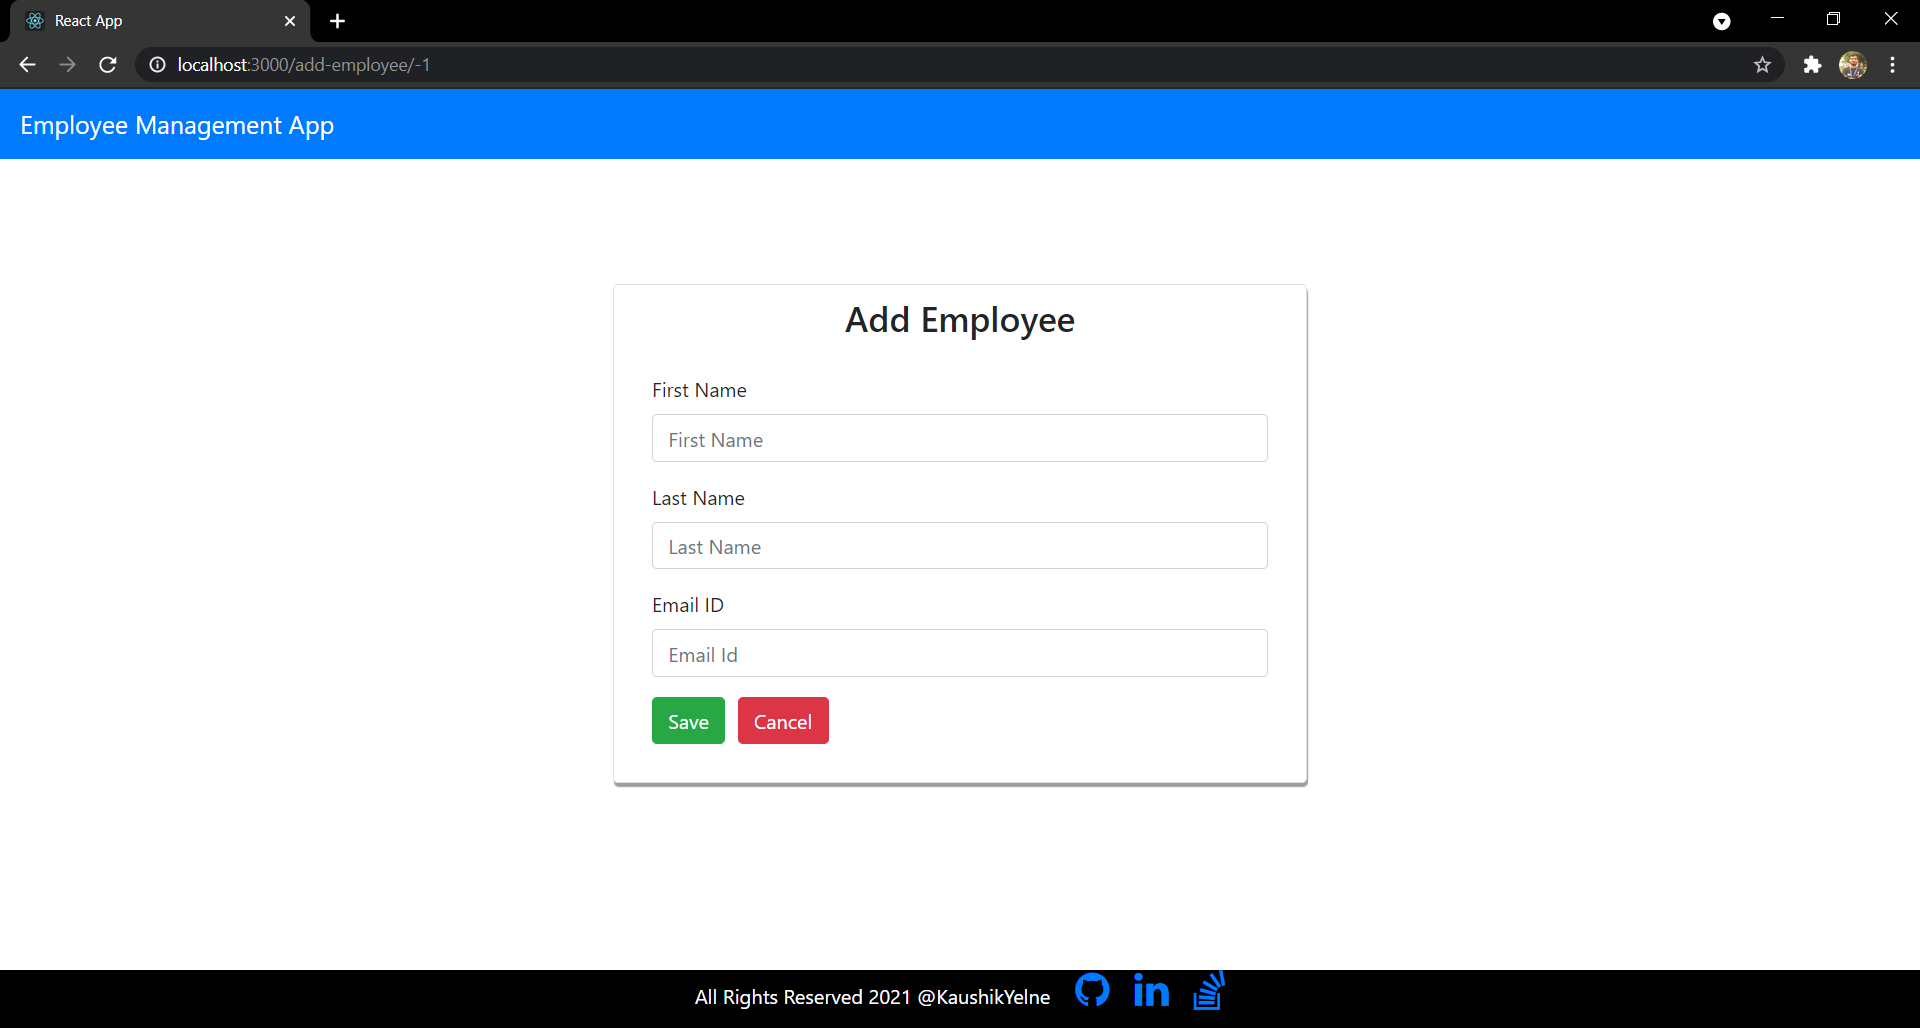 React App
localhost:3000/add-employee/-1
Employee Management App
Add Employee
First Name
First Name
Last Name
Last Name
Email ID
Email Id
Save Cancel
All Rights Reserved 2021 @KaushikYelne in